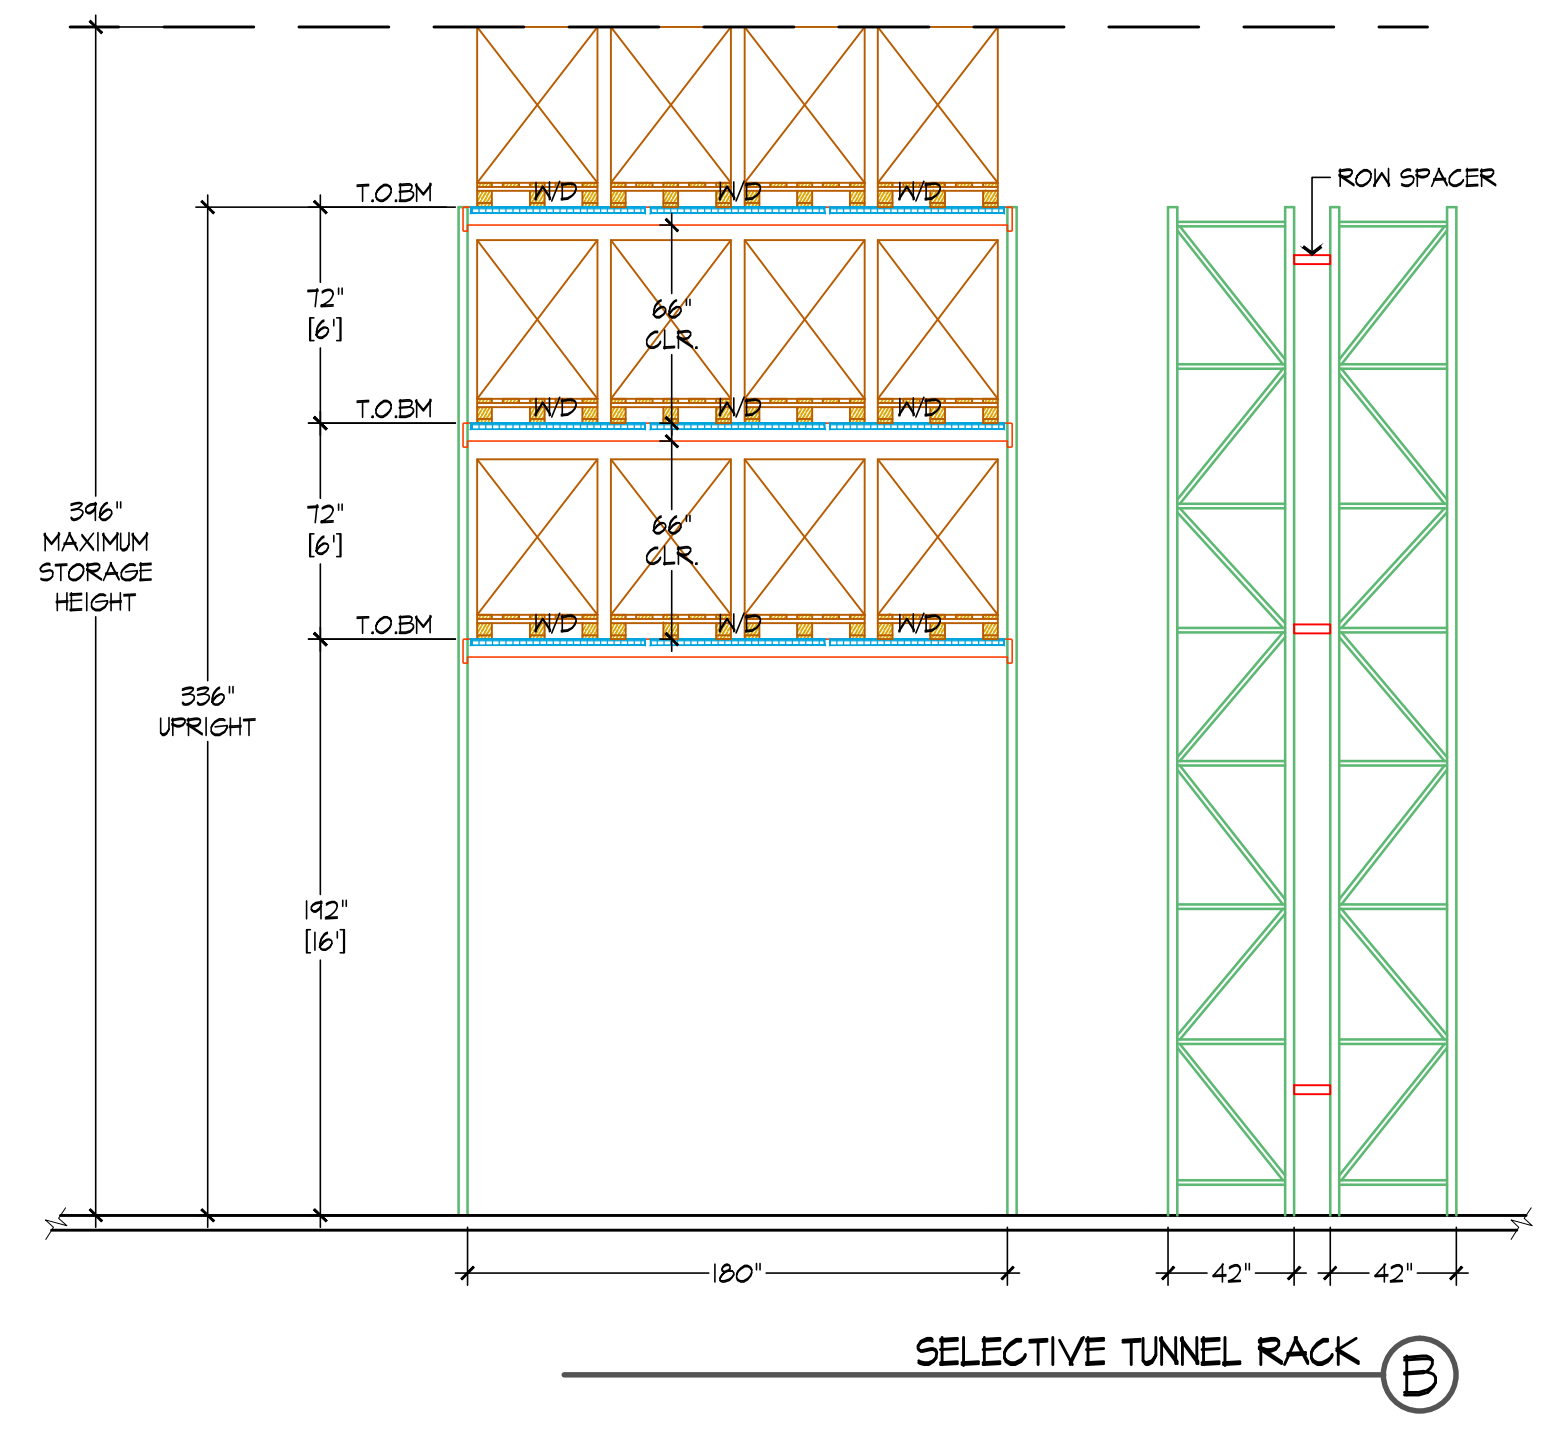 T.O.BM
W/D W/D W/D
ROW SPACER
72"
[6']
66"
CLR.
T.O.BM
W/D W/D W/D
396"
MAXIMUM
STORAGE
HEIGHT
72"
[6']
66"
CLR.
T.O.BM
W/D W/D W/D
336"
UPRIGHT
192"
[16']
180"
42" 42"
SELECTIVE TUNNEL RACK
B